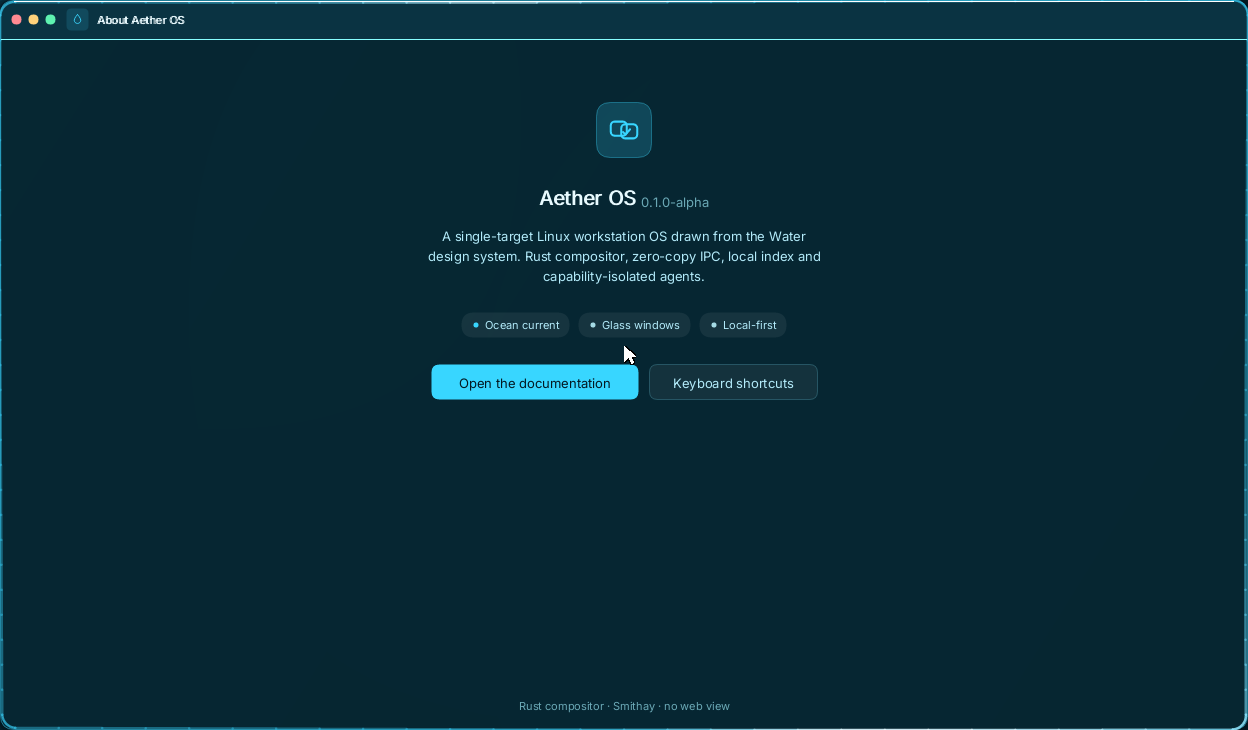 About Aether OS
Aether OS 0.1.0-alpha
A single-target Linux workstation OS drawn from the Water
design system. Rust compositor, zero-copy IPC, local index and
capability-isolated agents.
Ocean current
Glass windows
Local-first
Open the documentation
Keyboard shortcuts
Rust compositor · Smithay · no web view